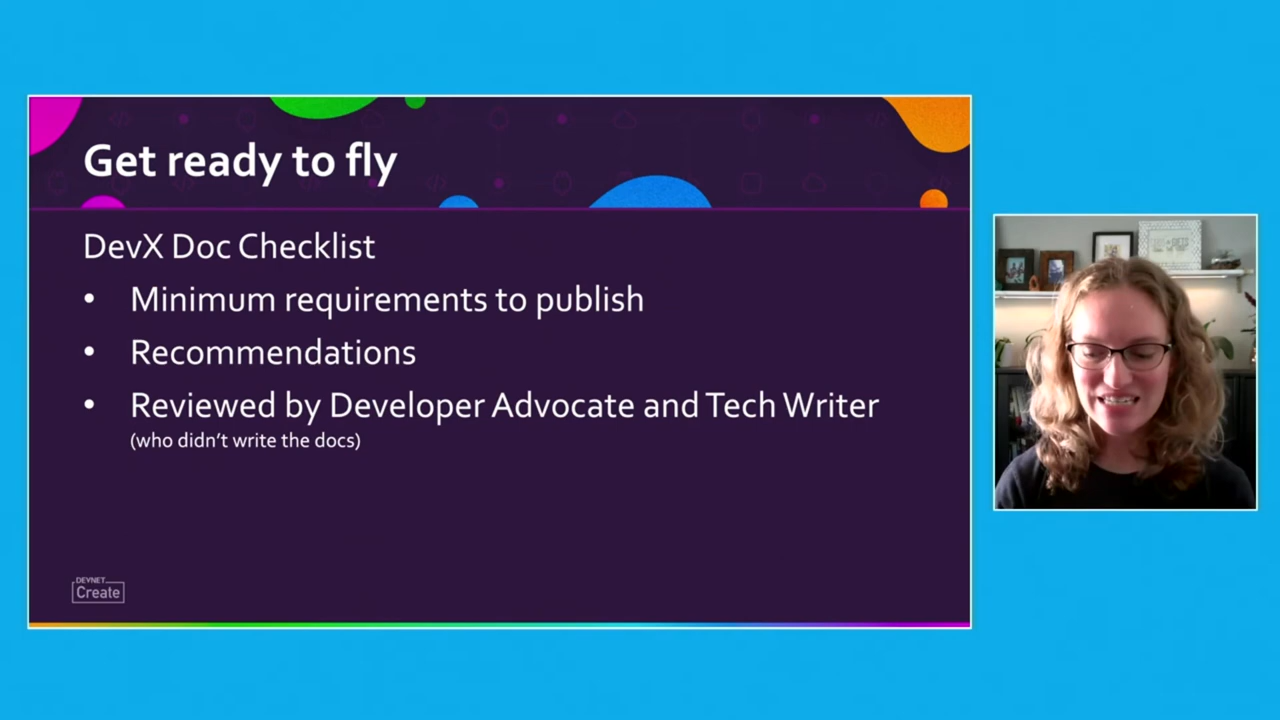 Get ready to fly
DevX Doc Checklist
• Minimum requirements to publish
• Recommendations
• Reviewed by Developer Advocate and Tech Writer
(who didn't write the docs)
DEVNET
Create